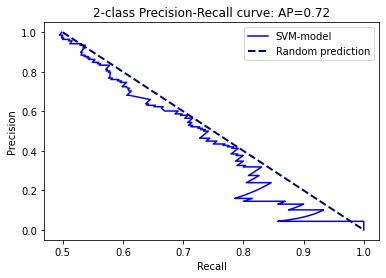 2-class Precision-Recall curve: AP=0.72
SVM-model
Random prediction
1.0
0.8
0.6
0.4
0.2
0.0
Precision
0.5
0.6
0.7
0.8
0.9
1.0
Recall